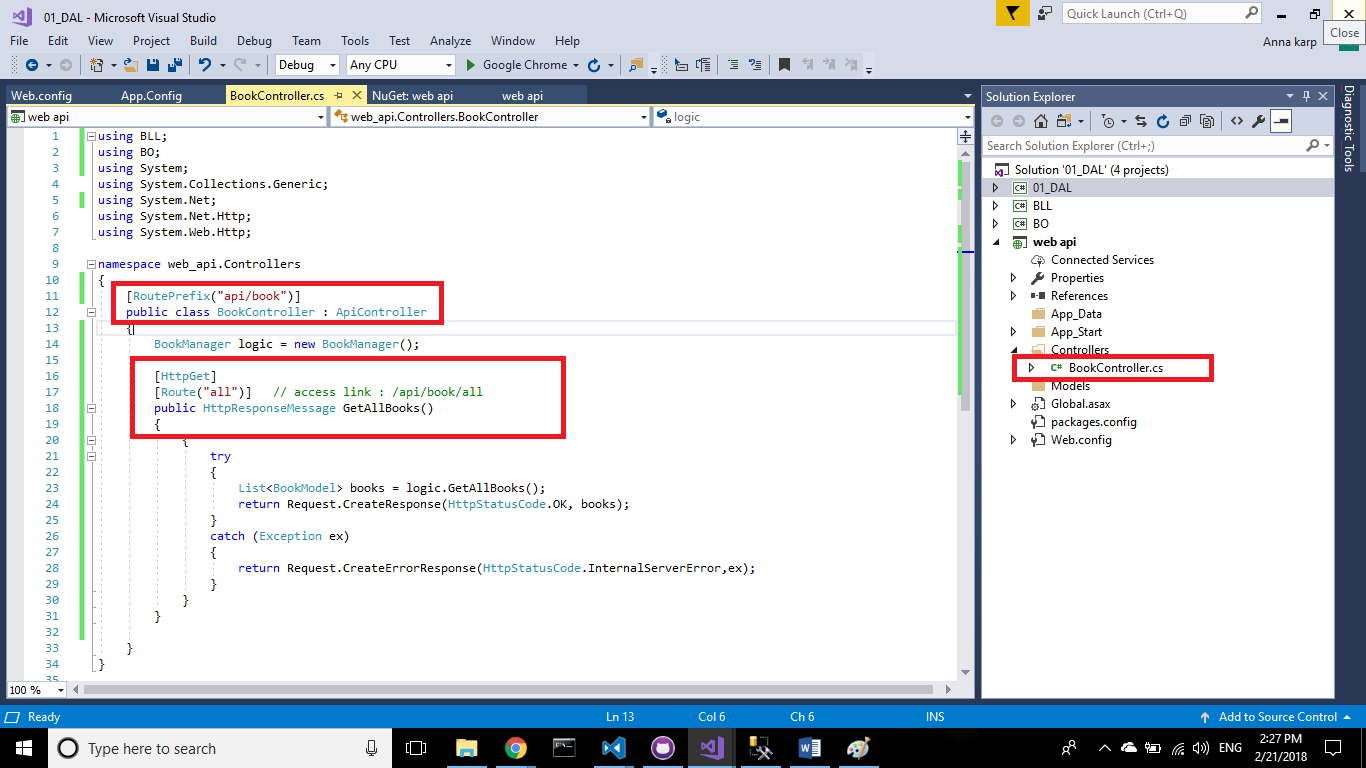 01_DAL - Microsoft Visual Studio
Quick Launch (Ctrl+Q)
Close
File Edit View Project Build Debug Team Tools Test Analyze Window Help
Anna karp
Debug Any CPU Google Chrome
Web.config App.Config BookController.cs NuGet: web api web api
web api web_api.Controllers.BookController logic
1 using BLL;
2 using BO;
3 using System;
4 using System.Collections.Generic;
5 using System.Net;
6 using System.Net.Http;
7 using System.Web.Http;
8
9 namespace web_api.Controllers
10 {
11 [RoutePrefix("api/book")]
12 public class BookController : ApiController
13 {
14 BookManager logic = new BookManager();
15
16 [HttpGet]
17 [Route("all")] // access link : /api/book/all
18 public HttpResponseMessage GetAllBooks()
19 {
20 {
21 try
22 {
23 List<BookModel> books = logic.GetAllBooks();
24 return Request.CreateResponse(HttpStatusCode.OK, books);
25 }
26 catch (Exception ex)
27 {
28 return Request.CreateErrorResponse(HttpStatusCode.InternalServerError,ex);
29 }
30 }
31 }
32
33 }
34 }
35
100 %
Solution Explorer
Search Solution Explorer (Ctrl+;)
Solution '01_DAL' (4 projects)
C# 01_DAL
C# BLL
C# BO
web api
Connected Services
Properties
References
App_Data
App_Start
Controllers
C# BookController.cs
Models
Global.asax
packages.config
Web.config
Diagnostic Tools
Ready Ln 13 Col 6 Ch 6 INS Add to Source Control
Type here to search
ENG
2:27 PM
2/21/2018